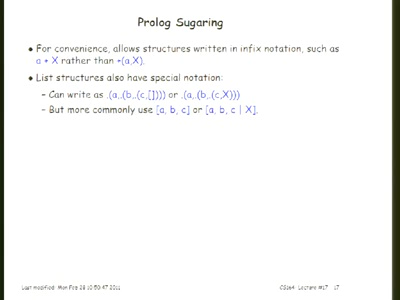 Prolog Sugaring
• For convenience, allows structures written in infix notation, such as
a + X rather than +(a,X).
• List structures also have special notation:
– Can write as .(a,.(b,.(c,[]))) or .(a,.(b,.(c,X)))
– But more commonly use [a, b, c] or [a, b, c | X].
Last modified: Mon Feb 28 10:50:47 2011 CS164: Lecture #17 17